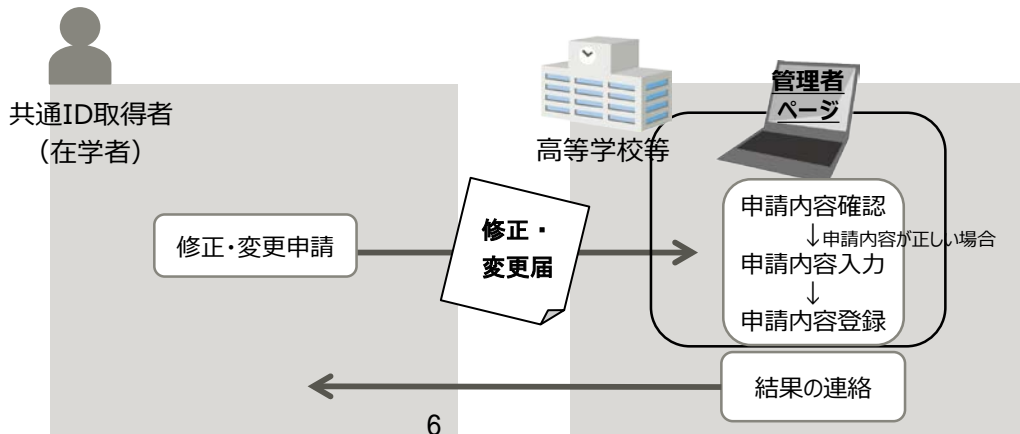 共通ID取得者
（在学者）
修正・変更申請
修正・
変更届
高等学校等
管理者
ページ
申請内容確認
↓申請内容が正しい場合
申請内容入力
↓
申請内容登録
結果の連絡
6